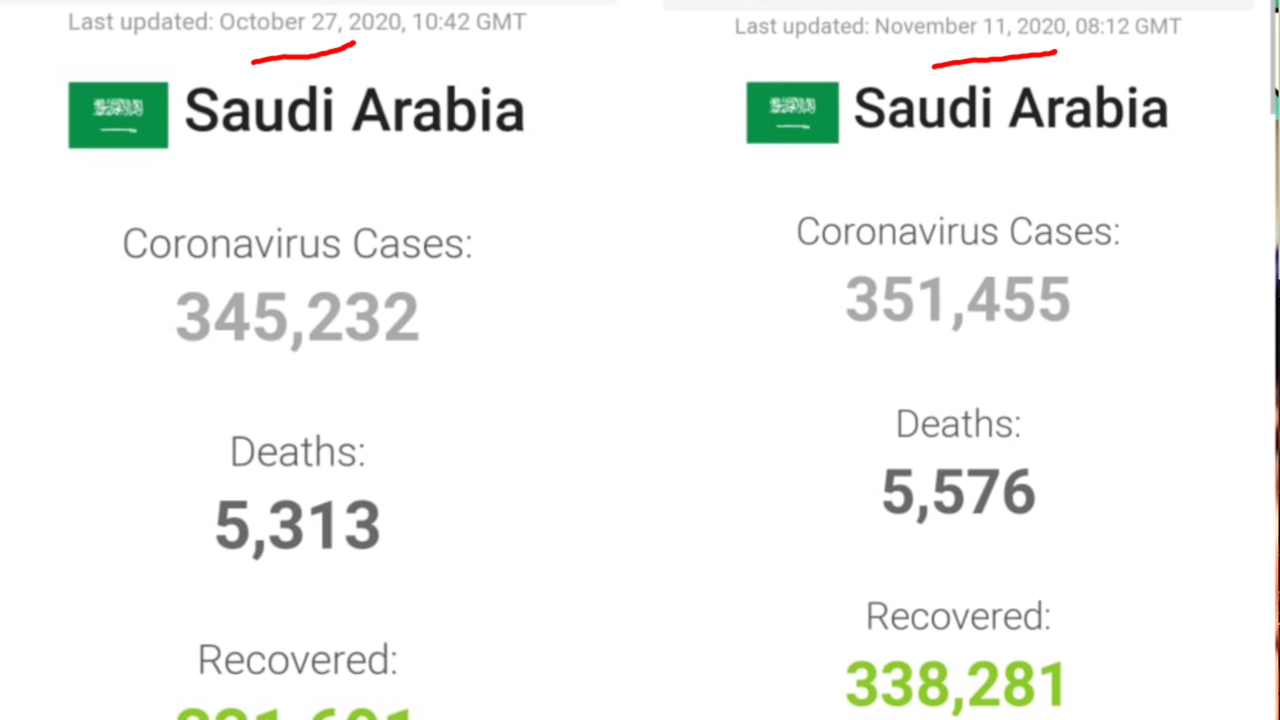 Last updated: October 27, 2020, 10:42 GMT
Saudi Arabia
Coronavirus Cases:
345,232
Deaths:
5,313
Recovered:
Last updated: November 11, 2020, 08:12 GMT
Saudi Arabia
Coronavirus Cases:
351,455
Deaths:
5,576
Recovered:
338,281